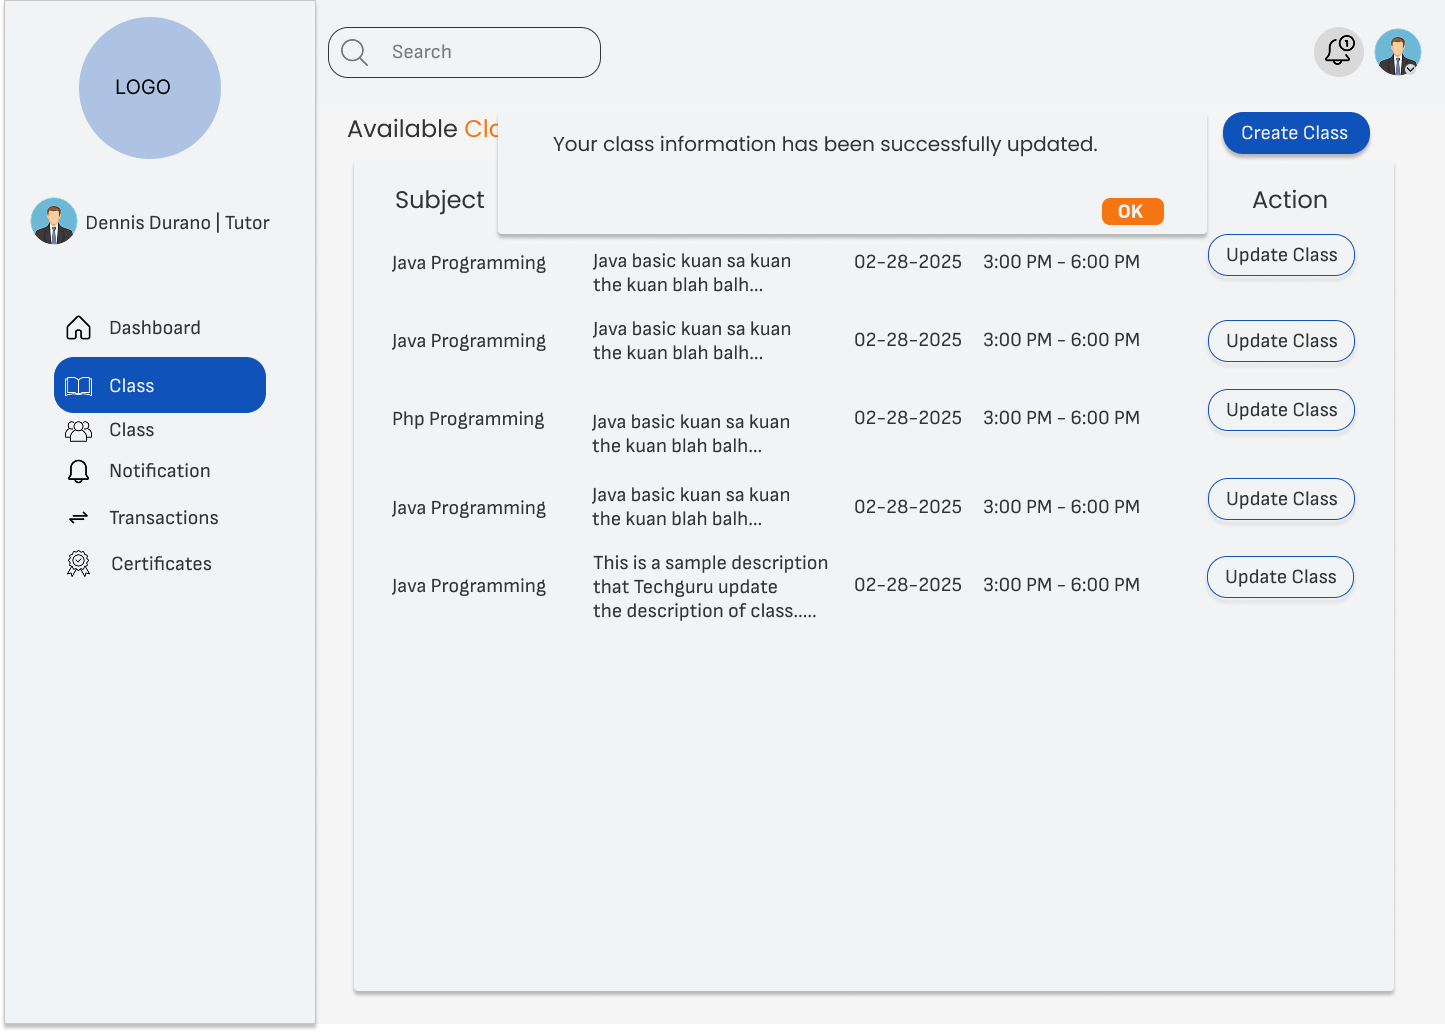 LOGO
Dennis Durano | Tutor
Dashboard
Class
Class
Notification
Transactions
Certificates
Search
1
Available Cla
Your class information has been successfully updated.
OK
Create Class
Subject
Action
Java Programming
Java basic kuan sa kuan
the kuan blah balh...
02-28-2025
3:00 PM - 6:00 PM
Update Class
Java Programming
Java basic kuan sa kuan
the kuan blah balh...
02-28-2025
3:00 PM - 6:00 PM
Update Class
Php Programming
Java basic kuan sa kuan
the kuan blah balh...
02-28-2025
3:00 PM - 6:00 PM
Update Class
Java Programming
Java basic kuan sa kuan
the kuan blah balh...
02-28-2025
3:00 PM - 6:00 PM
Update Class
Java Programming
This is a sample description
that Techguru update
the description of class.....
02-28-2025
3:00 PM - 6:00 PM
Update Class